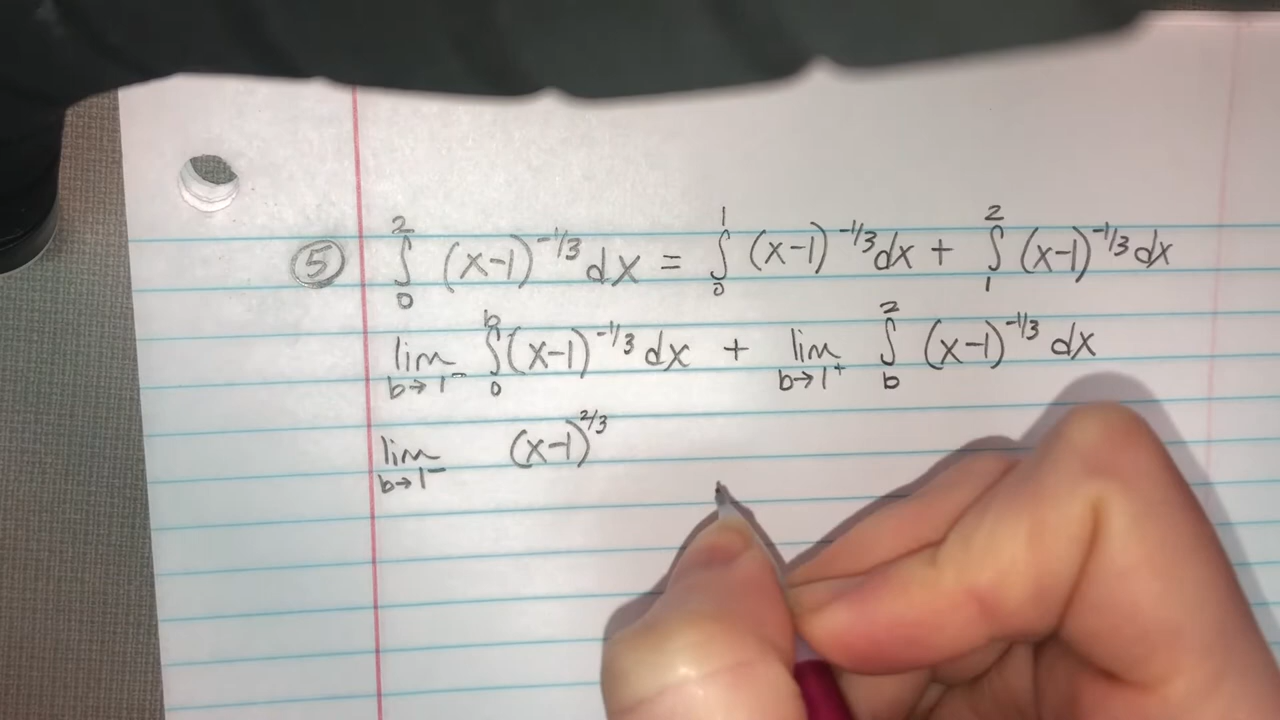 ⑤ ∫₀² (x-1)^{-1/3} dx = ∫₀¹ (x-1)^{-1/3} dx + ∫₁² (x-1)^{-1/3} dx
lim_{b→1⁻} ∫₀ᵇ (x-1)^{-1/3} dx + lim_{b→1⁺} ∫_b² (x-1)^{-1/3} dx
lim_{b→1⁻} (x-1)^{2/3}